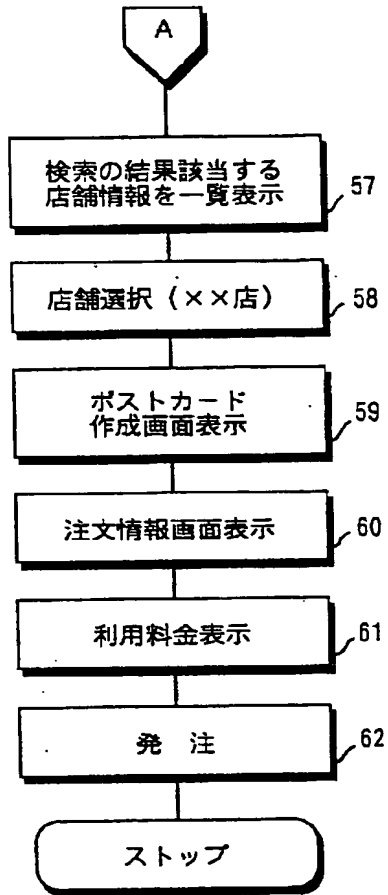 A
検索の結果該当する
店舗情報を一覧表示
57
店舗選択(××店)
58
ポストカード
作成画面表示
59
注文情報画面表示
60
利用料金表示
61
発 注
62
ストップ